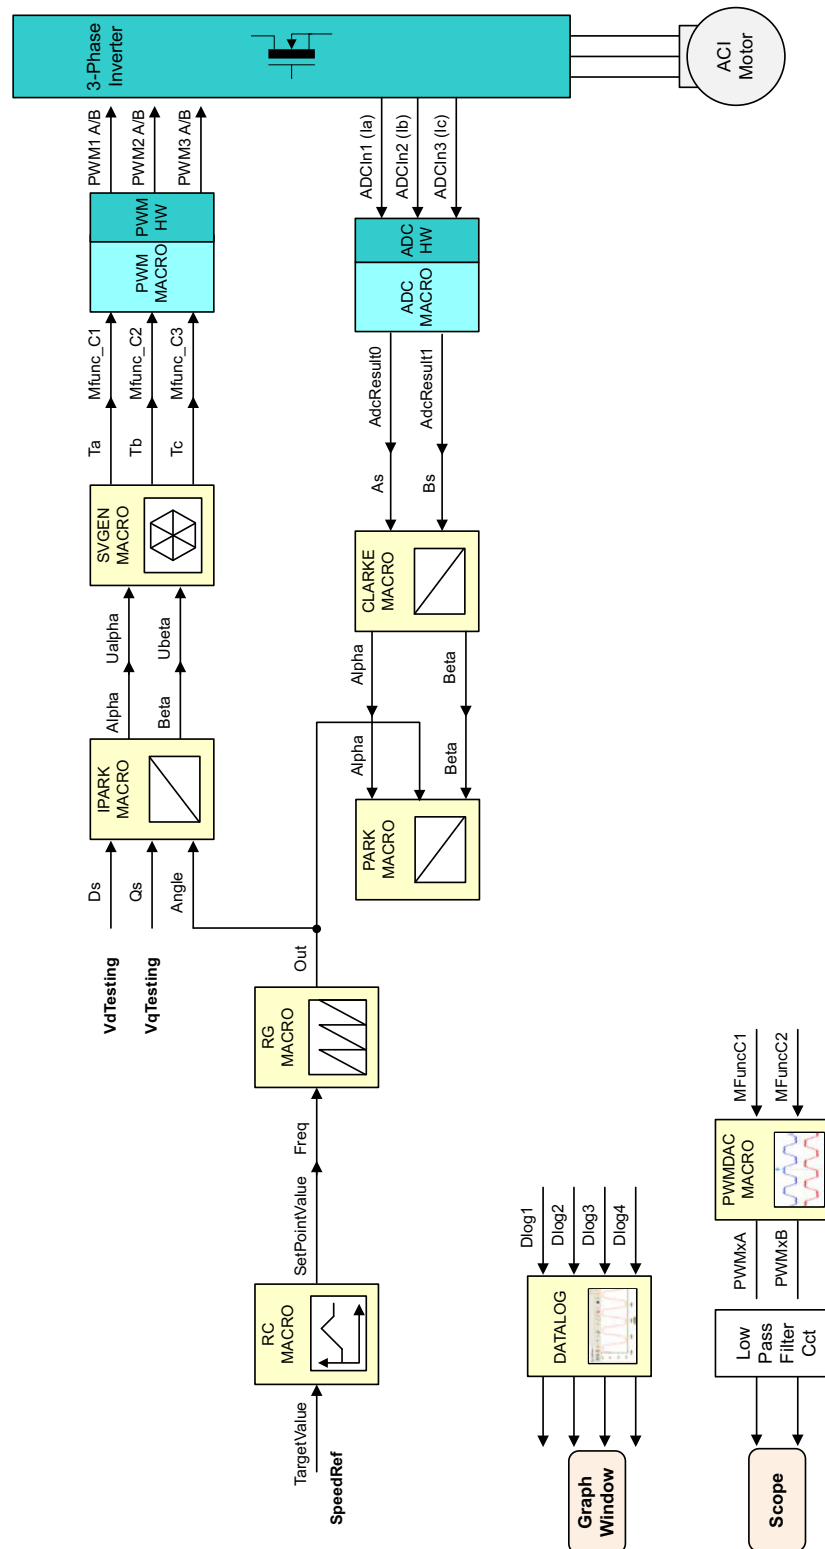 VdTesting
Ds
VqTesting
Qs
Angle
IPARK
MACRO
Alpha
Ualpha
Beta
Ubeta
SVGEN
MACRO
Ta
Mfunc_C1
Tb
Mfunc_C2
Tc
Mfunc_C3
PWM
MACRO
PWM
HW
PWM1 A/B
PWM2 A/B
PWM3 A/B
3-Phase
Inverter
SpeedRef
TargetValue
RC
MACRO
SetPointValue
Freq
RG
MACRO
Out
PARK
MACRO
Alpha
Alpha
Beta
Beta
CLARKE
MACRO
As
AdcResult0
Bs
AdcResult1
ADC
MACRO
ADC
HW
ADCIn1 (Ia)
ADCIn2 (Ib)
ADCIn3 (Ic)
ACI
Motor
Graph
Window
DATALOG
Dlog1
Dlog2
Dlog3
Dlog4
Scope
Low
Pass
Filter
Cct
PWMxA
PWMxB
PWMDAC
MACRO
MFuncC1
MFuncC2